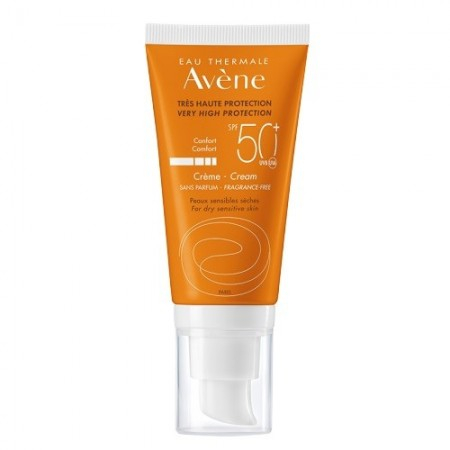 EAU THERMALE
Avène
TRÈS HAUTE PROTECTION
VERY HIGH PROTECTION
SPF 50+
Confort
Comfort
Crème - Cream
SANS PARFUM - FRAGRANCE-FREE
Peaux sensibles sèches
For dry sensitive skin
PARIS